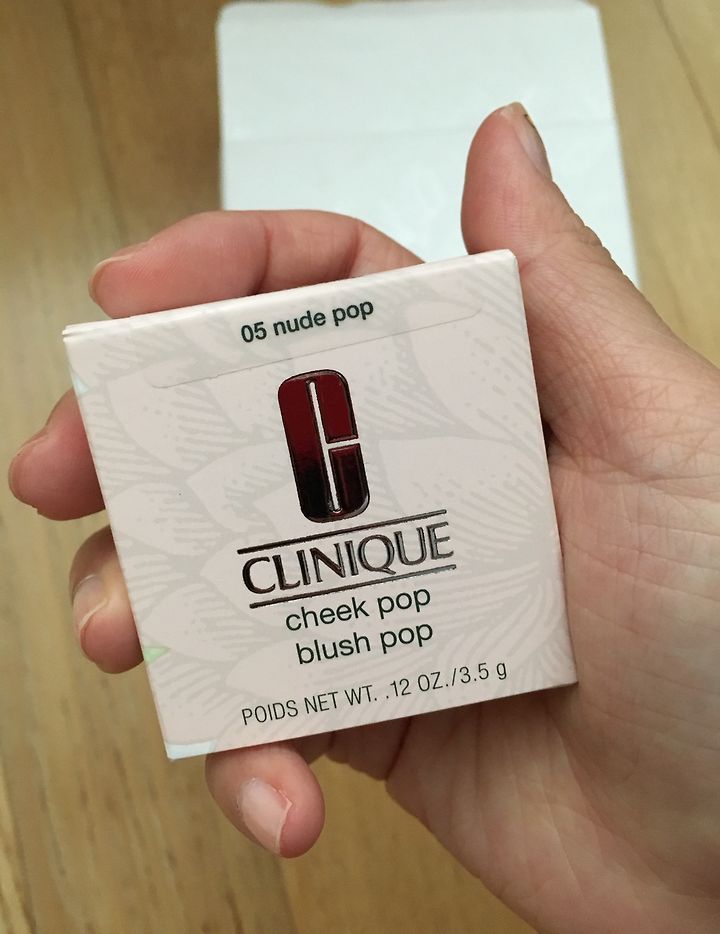 05 nude pop
CLINIQUE
cheek pop
blush pop
POIDS NET WT. .12 OZ./3.5 g